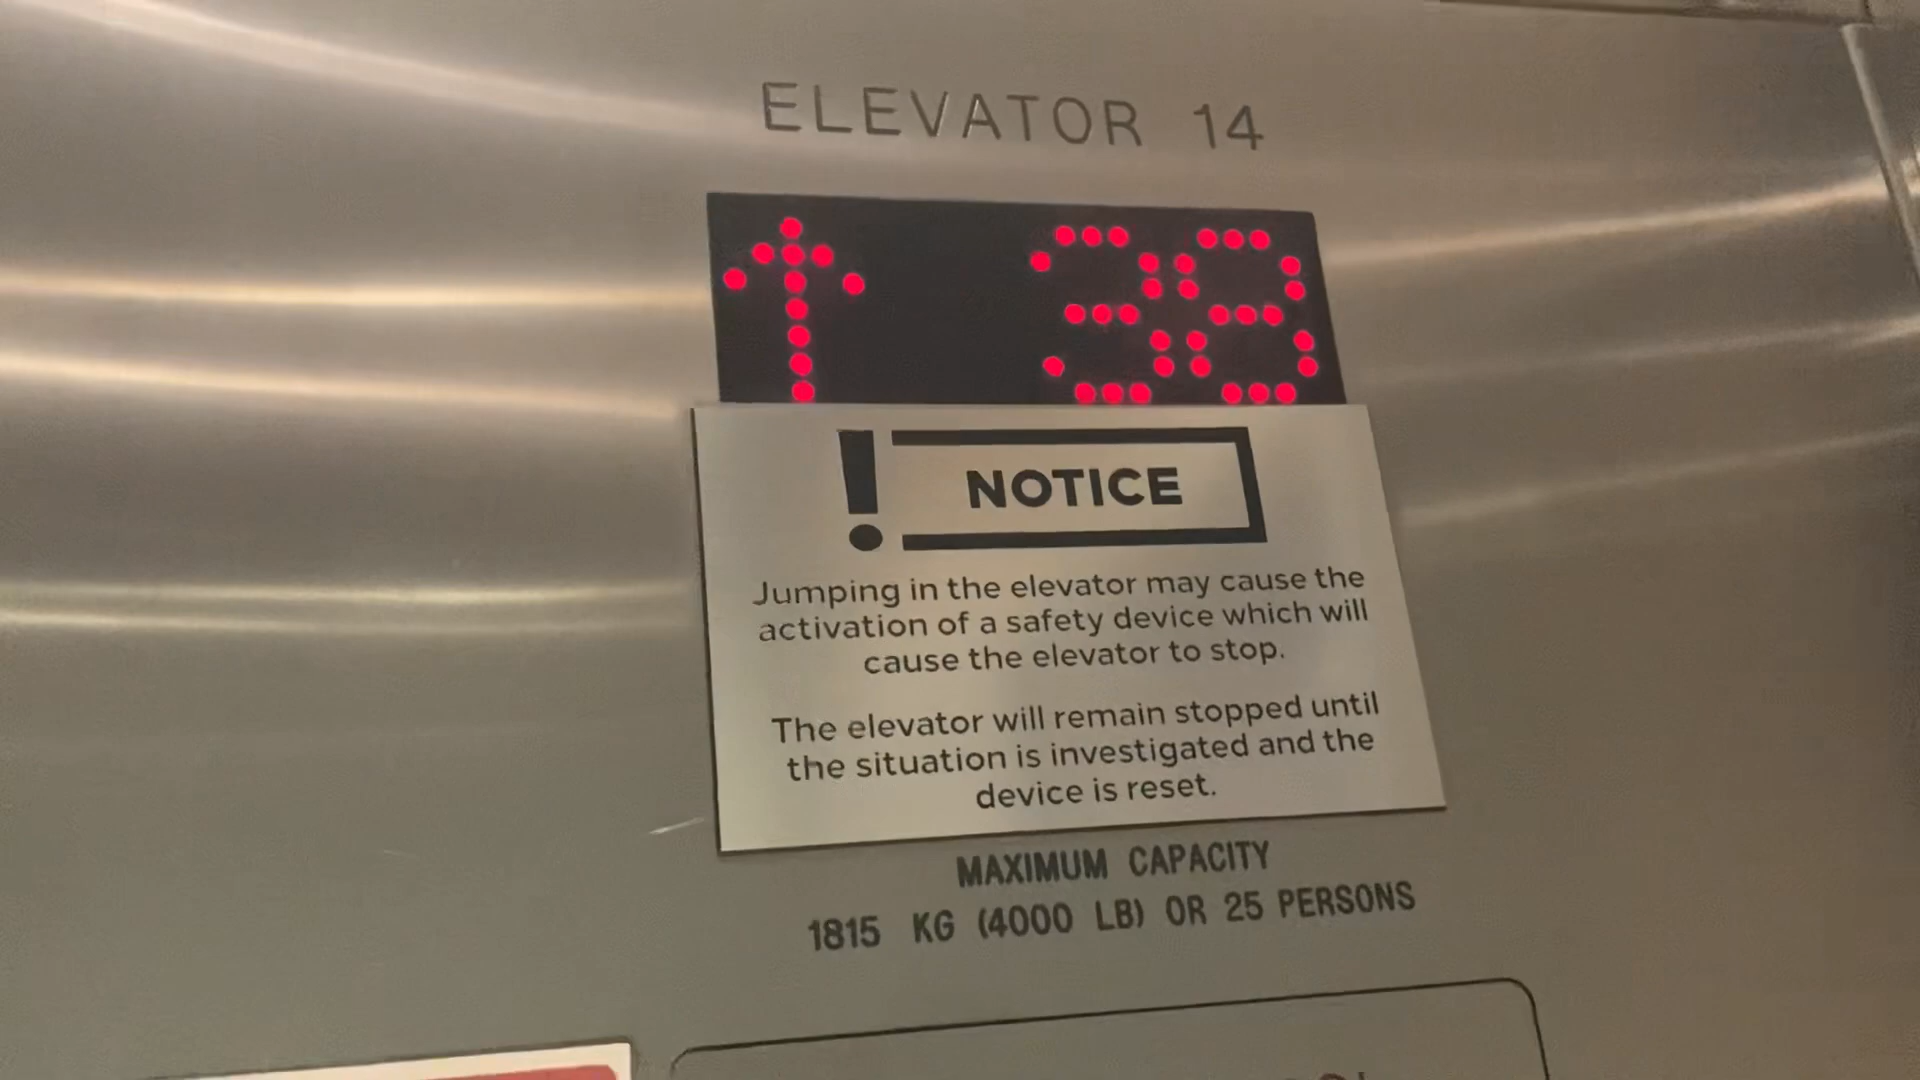 ELEVATOR 14
↑ 38
! NOTICE
Jumping in the elevator may cause the
activation of a safety device which will
cause the elevator to stop.
The elevator will remain stopped until
the situation is investigated and the
device is reset.
MAXIMUM CAPACITY
1815 KG (4000 LB) OR 25 PERSONS